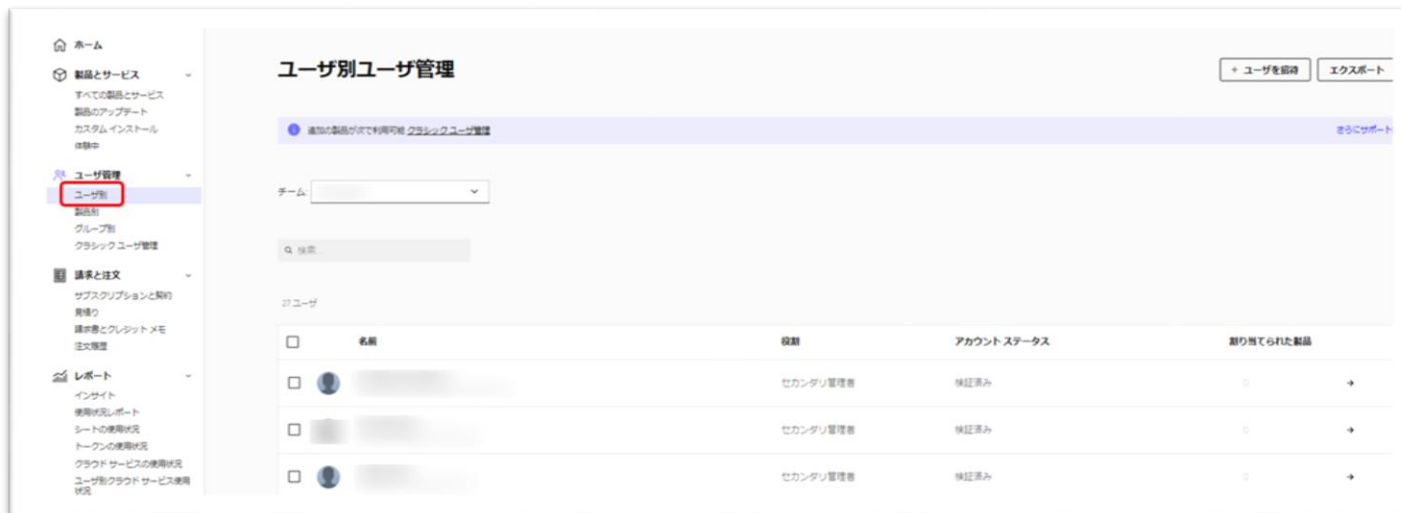 ホーム
製品とサービス
すべての製品とサービス
製品のアップデート
カスタム インストール
体験中
ユーザ管理
ユーザ別
製品別
グループ別
クラシック ユーザ管理
請求と注文
サブスクリプションと契約
見積り
請求書とクレジット メモ
注文履歴
レポート
インサイト
使用状況レポート
シートの使用状況
トークンの使用状況
クラウド サービスの使用状況
ユーザ別クラウド サービス使用
状況
ユーザ別ユーザ管理
+ ユーザを招待 エクスポート
追加の製品が次で利用可能 クラシック ユーザ管理 さらにサポート
チーム:
検索...
27 ユーザ
名前 役割 アカウント ステータス 割り当てられた製品
セカンダリ管理者 検証済み 0 →
セカンダリ管理者 検証済み 0 →
セカンダリ管理者 検証済み 0 →